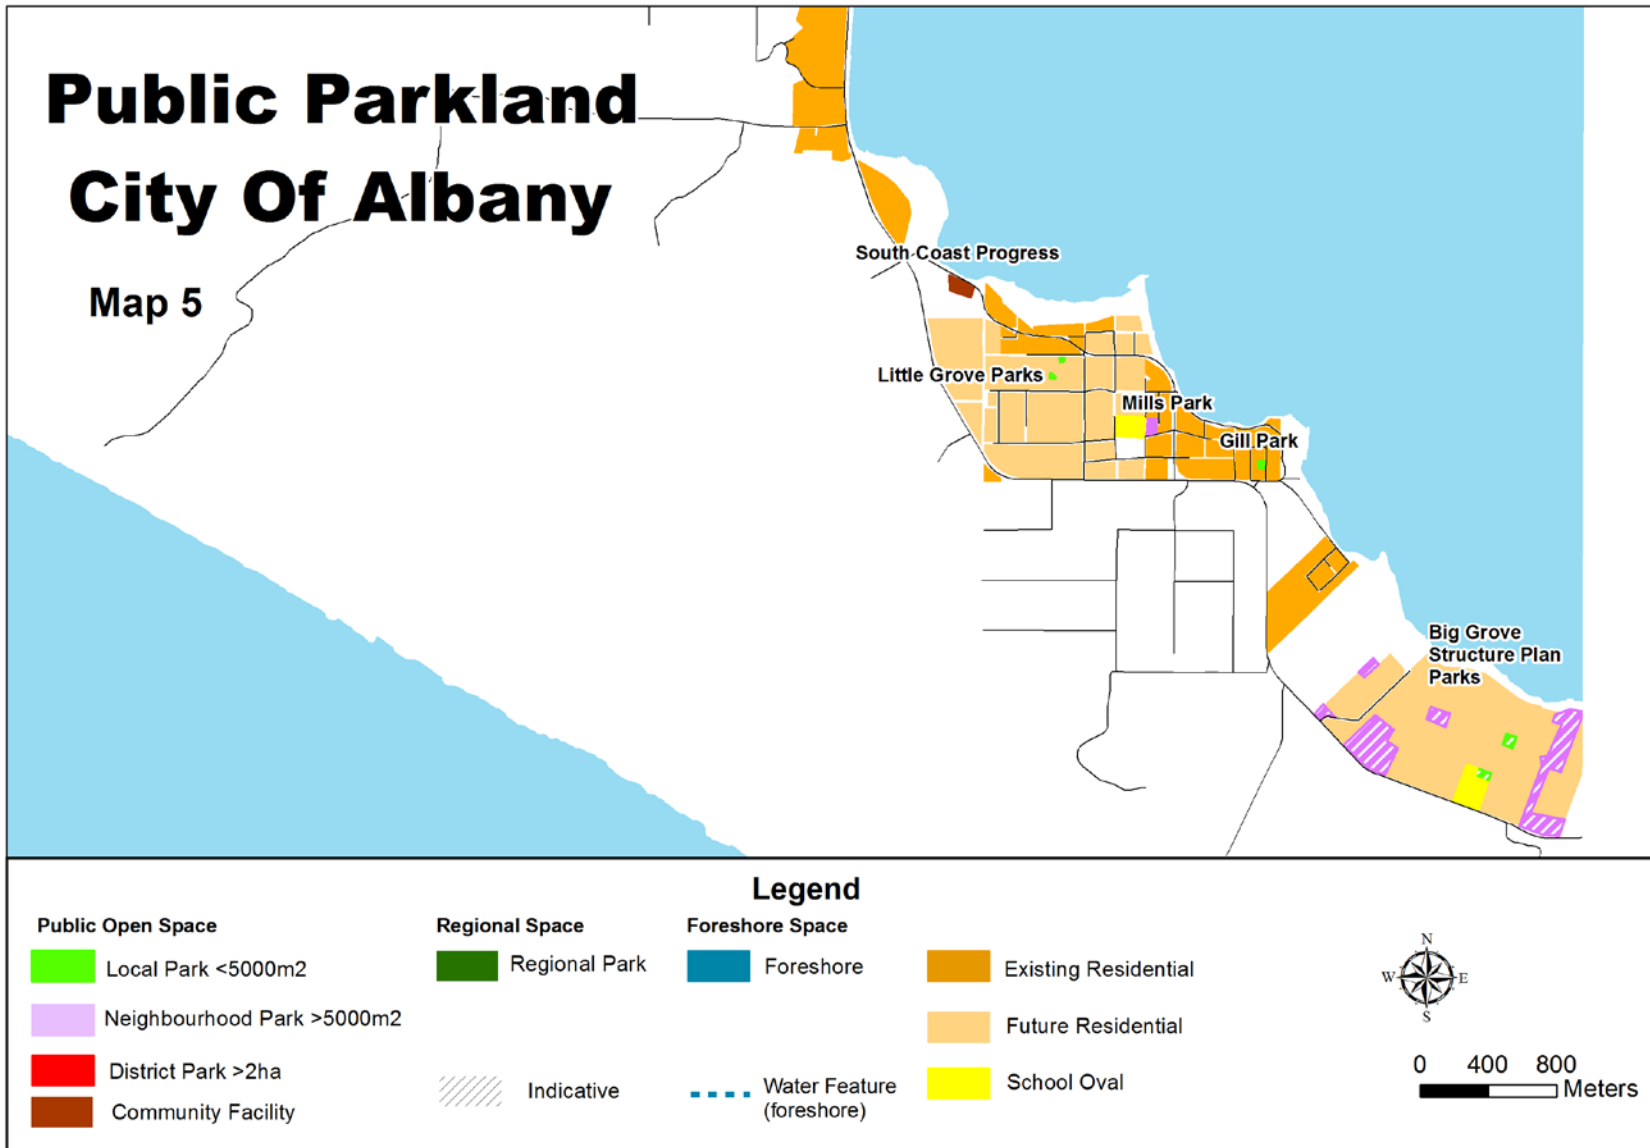 Public Parkland
City Of Albany
Map 5
South Coast Progress
Little Grove Parks
Mills Park
Gill Park
Big Grove
Structure Plan
Parks
Legend
Public Open Space
Local Park <5000m2
Neighbourhood Park >5000m2
District Park >2ha
Community Facility
Regional Space
Regional Park
Indicative
Foreshore Space
Foreshore
Water Feature
(foreshore)
Existing Residential
Future Residential
School Oval
N
W E
S
0 400 800
Meters